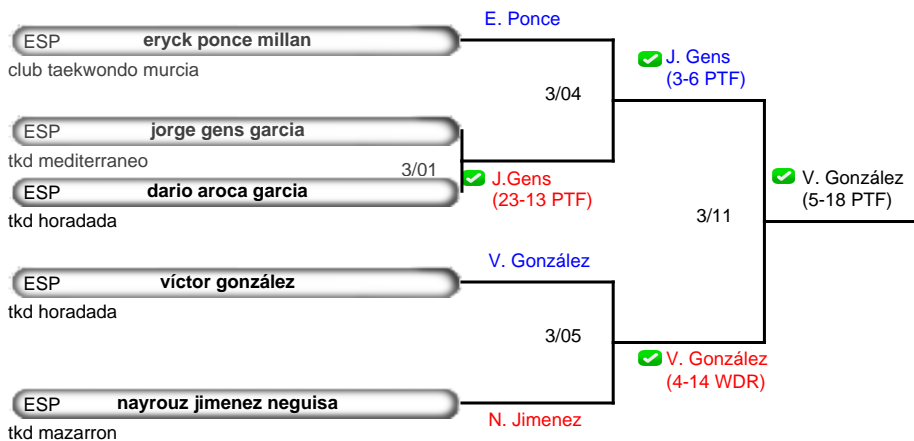 E. Ponce
ESP eryck ponce millan
club taekwondo murcia
J. Gens
(3-6 PTF)
3/04
ESP jorge gens garcia
tkd mediterraneo
3/01
J.Gens
(23-13 PTF)
ESP dario aroca garcia
tkd horadada
V. González
(5-18 PTF)
3/11
V. González
ESP víctor gonzález
tkd horadada
3/05
V. González
(4-14 WDR)
ESP nayrouz jimenez neguisa
N. Jimenez
tkd mazarron